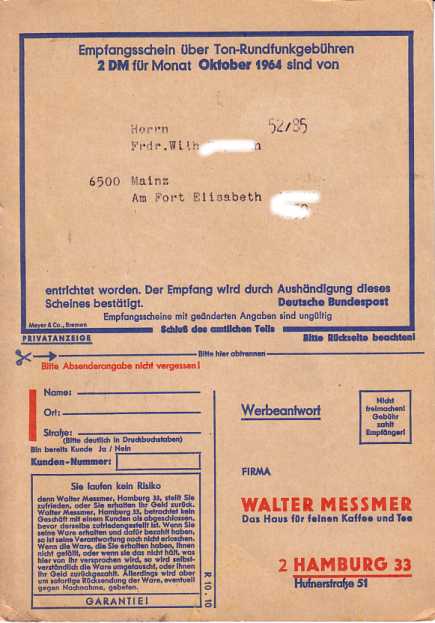 Empfangsschein über Ton-Rundfunkgebühren
2 DM für Monat Oktober 1964 sind von
Herrn 52/85
Frdr.Wilh
6500 Mainz
Am Fort Elisabeth
entrichtet worden. Der Empfang wird durch Aushändigung dieses
Scheines bestätigt. Deutsche Bundespost
Empfangsscheine mit geänderten Angaben sind ungültig
Meyer & Co., Bremen
Schluß des amtlichen Teils
PRIVATANZEIGE
Bitte Rückseite beachten!
Bitte hier abtrennen
Bitte Absenderangabe nicht vergessen!
Name:
Ort:
Straße:
(Bitte deutlich in Druckbuchstaben)
Bin bereits Kunde Ja / Nein
Kunden-Nummer:
Sie laufen kein Risiko
denn Walter Messmer, Hamburg 33, stellt Sie
zufrieden, oder Sie erhalten Ihr Geld zurück.
Walter Messmer, Hamburg 33, betrachtet kein
Geschäft mit einem Kunden als abgeschlossen,
bevor derselbe zufriedengestellt ist. Wenn Sie
seine Ware erhalten und dafür bezahlt haben,
so ist seine Verantwortung noch nicht erloschen.
Wenn die Ware, die Sie erhalten haben, Ihnen
nicht gefällt, oder wenn sie das nicht hält, was
hier von ihr versprochen wird, so wird selbst-
verständlich die Ware umgetauscht, oder Ihnen
Ihr Geld zurückgezahlt. Allerdings wird aber
um sofortige Rücksendung der Ware, eventuell
gegen Nachnahme, gebeten.
GARANTIE!
R 10. 10
Werbeantwort
Nicht
freimachen!
Gebühr
zahlt
Empfänger!
FIRMA
WALTER MESSMER
Das Haus für feinen Kaffee und Tee
2 HAMBURG 33
Hufnerstraße 51